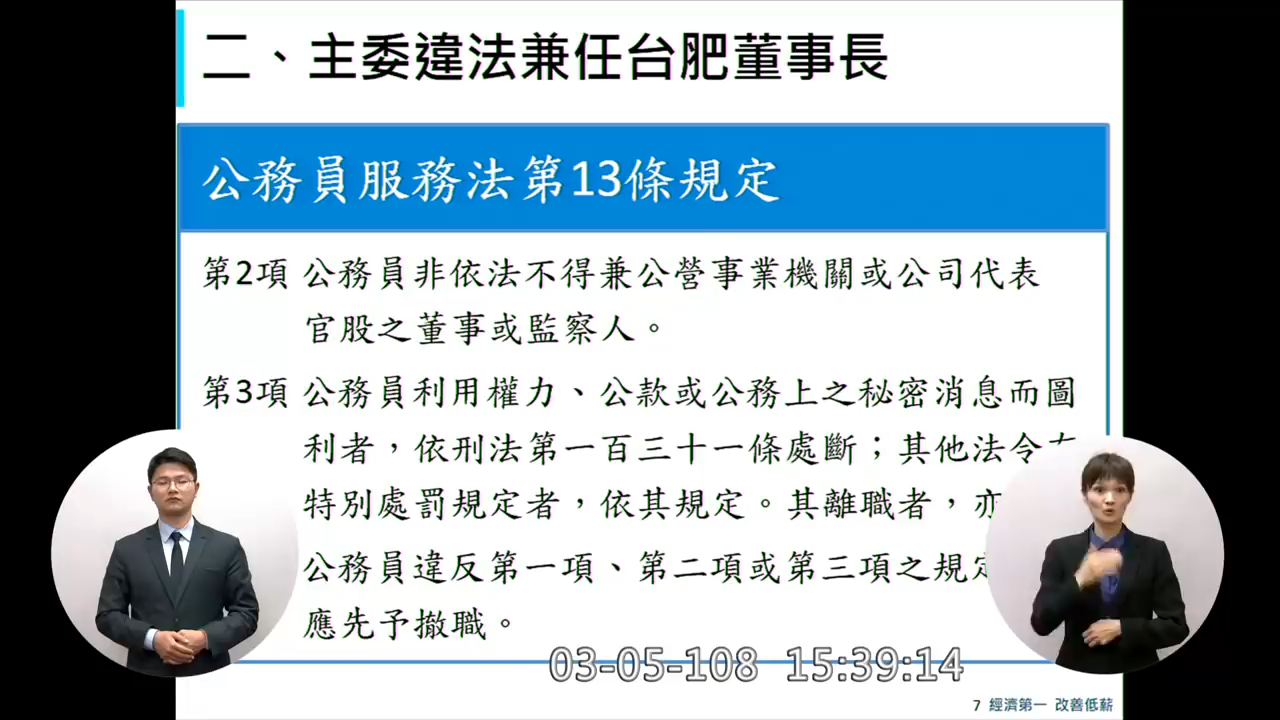 二、主委違法兼任台肥董事長
公務員服務法第13條規定
第2項 公務員非依法不得兼公營事業機關或公司代表
官股之董事或監察人。
第3項 公務員利用權力、公款或公務上之秘密消息而圖
利者，依刑法第一百三十一條處斷；其他法令
特別處罰規定者，依其規定。其離職者，亦
公務員違反第一項、第二項或第三項之規定
應先予撤職。
03-05-108 15:39:14
7 經濟第一 改善低薪